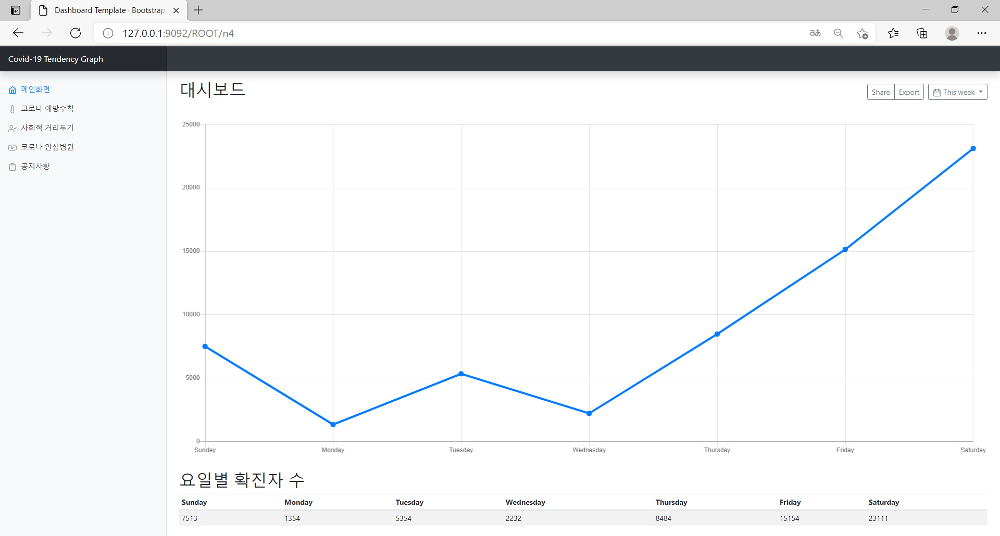 Dashboard Template · Bootstrap
127.0.0.1:9092/ROOT/n4
aあ
Covid-19 Tendency Graph
메인화면
코로나 예방수칙
사회적 거리두기
코로나 안심병원
공지사항
대시보드
Share Export This week
25000
20000
15000
10000
5000
0
Sunday Monday Tuesday Wednesday Thursday Friday Saturday
요일별 확진자 수
Sunday Monday Tuesday Wednesday Thursday Friday Saturday
7513 1354 5354 2232 8484 15154 23111